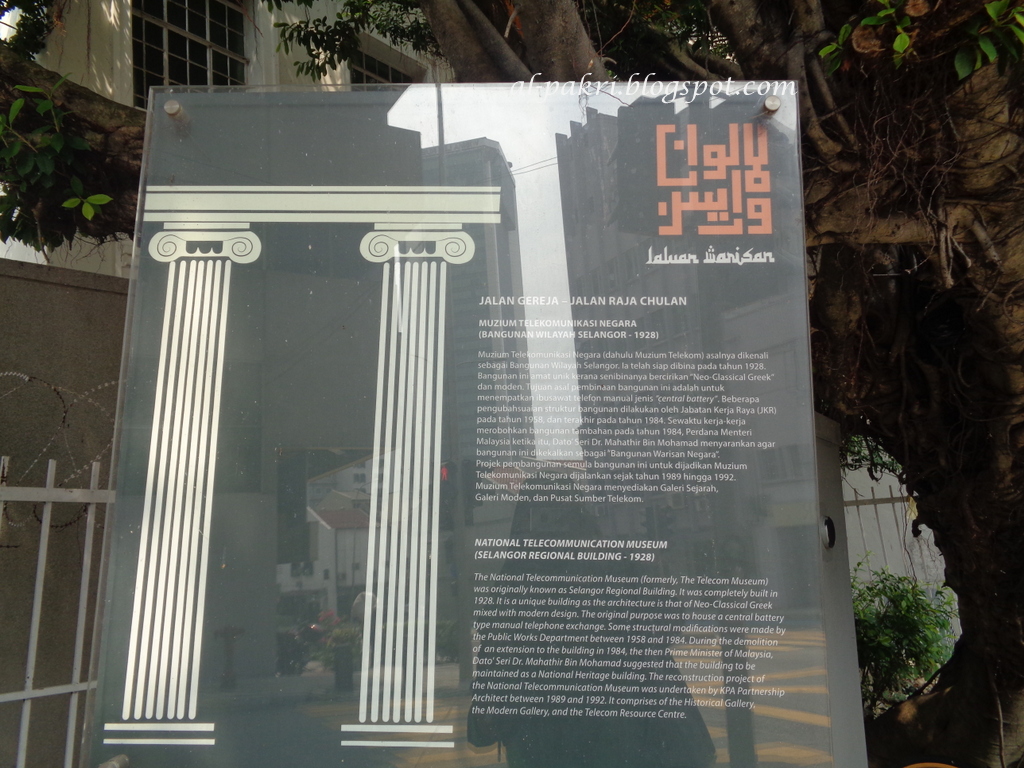 al-pakri.blogspot.com
لالوان
واريسن
laluan warisan
JALAN GEREJA – JALAN RAJA CHULAN
MUZIUM TELEKOMUNIKASI NEGARA
(BANGUNAN WILAYAH SELANGOR - 1928)
Muzium Telekomunikasi Negara (dahulu Muzium Telekom) asalnya dikenali
sebagai Bangunan Wilayah Selangor. Ia telah siap dibina pada tahun 1928.
Bangunan ini amat unik kerana senibinanya bercirikan "Neo-Classical Greek"
dan moden. Tujuan asal pembinaan bangunan ini adalah untuk
menempatkan ibusawat telefon manual jenis "central battery". Beberapa
pengubahsuaian struktur bangunan dilakukan oleh Jabatan Kerja Raya (JKR)
pada tahun 1958, dan terakhir pada tahun 1984. Sewaktu kerja-kerja
merobohkan bangunan tambahan pada tahun 1984, Perdana Menteri
Malaysia ketika itu, Dato' Seri Dr. Mahathir Bin Mohamad menyarankan agar
bangunan ini dikekalkan sebagai "Bangunan Warisan Negara".
Projek pembangunan semula bangunan ini untuk dijadikan Muzium
Telekomunikasi Negara dijalankan sejak tahun 1989 hingga 1992.
Muzium Telekomunikasi Negara menyediakan Galeri Sejarah,
Galeri Moden, dan Pusat Sumber Telekom.
NATIONAL TELECOMMUNICATION MUSEUM
(SELANGOR REGIONAL BUILDING - 1928)
The National Telecommunication Museum (formerly, The Telecom Museum)
was originally known as Selangor Regional Building. It was completely built in
1928. It is a unique building as the architecture is that of Neo-Classical Greek
mixed with modern design. The original purpose was to house a central battery
type manual telephone exchange. Some structural modifications were made by
the Public Works Department between 1958 and 1984. During the demolition
of an extension to the building in 1984, the then Prime Minister of Malaysia,
Dato' Seri Dr. Mahathir Bin Mohamad suggested that the building to be
maintained as a National Heritage building. The reconstruction project of
the National Telecommunication Museum was undertaken by KPA Partnership
Architect between 1989 and 1992. It comprises of the Historical Gallery,
the Modern Gallery, and the Telecom Resource Centre.